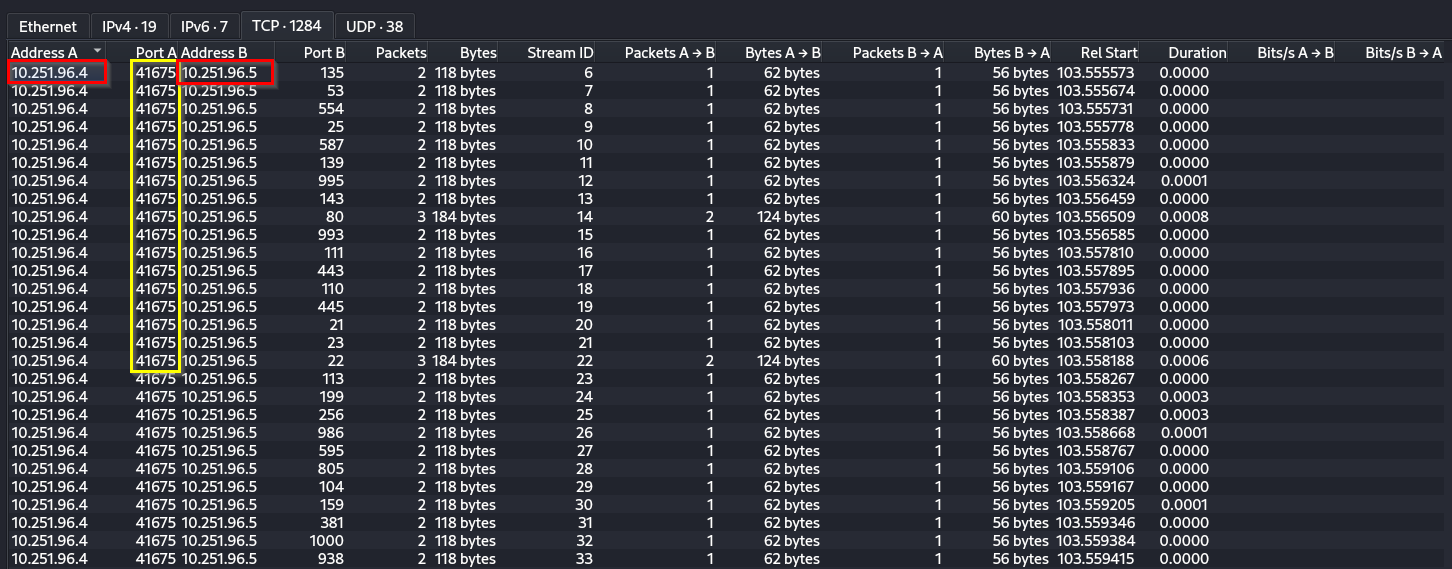 Ethernet IPv4 · 19 IPv6 · 7 TCP · 1284 UDP · 38
Address A Port A Address B Port B Packets Bytes Stream ID Packets A → B Bytes A → B Packets B → A Bytes B → A Rel Start Duration Bits/s A → B Bits/s B → A
10.251.96.4 41675 10.251.96.5 135 2 118 bytes 6 1 62 bytes 1 56 bytes 103.555573 0.0000
10.251.96.4 41675 10.251.96.5 53 2 118 bytes 7 1 62 bytes 1 56 bytes 103.555674 0.0000
10.251.96.4 41675 10.251.96.5 554 2 118 bytes 8 1 62 bytes 1 56 bytes 103.555731 0.0000
10.251.96.4 41675 10.251.96.5 25 2 118 bytes 9 1 62 bytes 1 56 bytes 103.555778 0.0000
10.251.96.4 41675 10.251.96.5 587 2 118 bytes 10 1 62 bytes 1 56 bytes 103.555833 0.0000
10.251.96.4 41675 10.251.96.5 139 2 118 bytes 11 1 62 bytes 1 56 bytes 103.555879 0.0000
10.251.96.4 41675 10.251.96.5 995 2 118 bytes 12 1 62 bytes 1 56 bytes 103.556324 0.0001
10.251.96.4 41675 10.251.96.5 143 2 118 bytes 13 1 62 bytes 1 56 bytes 103.556459 0.0000
10.251.96.4 41675 10.251.96.5 80 3 184 bytes 14 2 124 bytes 1 60 bytes 103.556509 0.0008
10.251.96.4 41675 10.251.96.5 993 2 118 bytes 15 1 62 bytes 1 56 bytes 103.556585 0.0000
10.251.96.4 41675 10.251.96.5 111 2 118 bytes 16 1 62 bytes 1 56 bytes 103.557810 0.0000
10.251.96.4 41675 10.251.96.5 443 2 118 bytes 17 1 62 bytes 1 56 bytes 103.557895 0.0000
10.251.96.4 41675 10.251.96.5 110 2 118 bytes 18 1 62 bytes 1 56 bytes 103.557936 0.0000
10.251.96.4 41675 10.251.96.5 445 2 118 bytes 19 1 62 bytes 1 56 bytes 103.557973 0.0000
10.251.96.4 41675 10.251.96.5 21 2 118 bytes 20 1 62 bytes 1 56 bytes 103.558011 0.0000
10.251.96.4 41675 10.251.96.5 23 2 118 bytes 21 1 62 bytes 1 56 bytes 103.558103 0.0000
10.251.96.4 41675 10.251.96.5 22 3 184 bytes 22 2 124 bytes 1 60 bytes 103.558188 0.0006
10.251.96.4 41675 10.251.96.5 113 2 118 bytes 23 1 62 bytes 1 56 bytes 103.558267 0.0000
10.251.96.4 41675 10.251.96.5 199 2 118 bytes 24 1 62 bytes 1 56 bytes 103.558353 0.0003
10.251.96.4 41675 10.251.96.5 256 2 118 bytes 25 1 62 bytes 1 56 bytes 103.558387 0.0003
10.251.96.4 41675 10.251.96.5 986 2 118 bytes 26 1 62 bytes 1 56 bytes 103.558668 0.0001
10.251.96.4 41675 10.251.96.5 595 2 118 bytes 27 1 62 bytes 1 56 bytes 103.558767 0.0000
10.251.96.4 41675 10.251.96.5 805 2 118 bytes 28 1 62 bytes 1 56 bytes 103.559106 0.0000
10.251.96.4 41675 10.251.96.5 104 2 118 bytes 29 1 62 bytes 1 56 bytes 103.559167 0.0000
10.251.96.4 41675 10.251.96.5 159 2 118 bytes 30 1 62 bytes 1 56 bytes 103.559205 0.0001
10.251.96.4 41675 10.251.96.5 381 2 118 bytes 31 1 62 bytes 1 56 bytes 103.559346 0.0000
10.251.96.4 41675 10.251.96.5 1000 2 118 bytes 32 1 62 bytes 1 56 bytes 103.559384 0.0000
10.251.96.4 41675 10.251.96.5 938 2 118 bytes 33 1 62 bytes 1 56 bytes 103.559415 0.0000